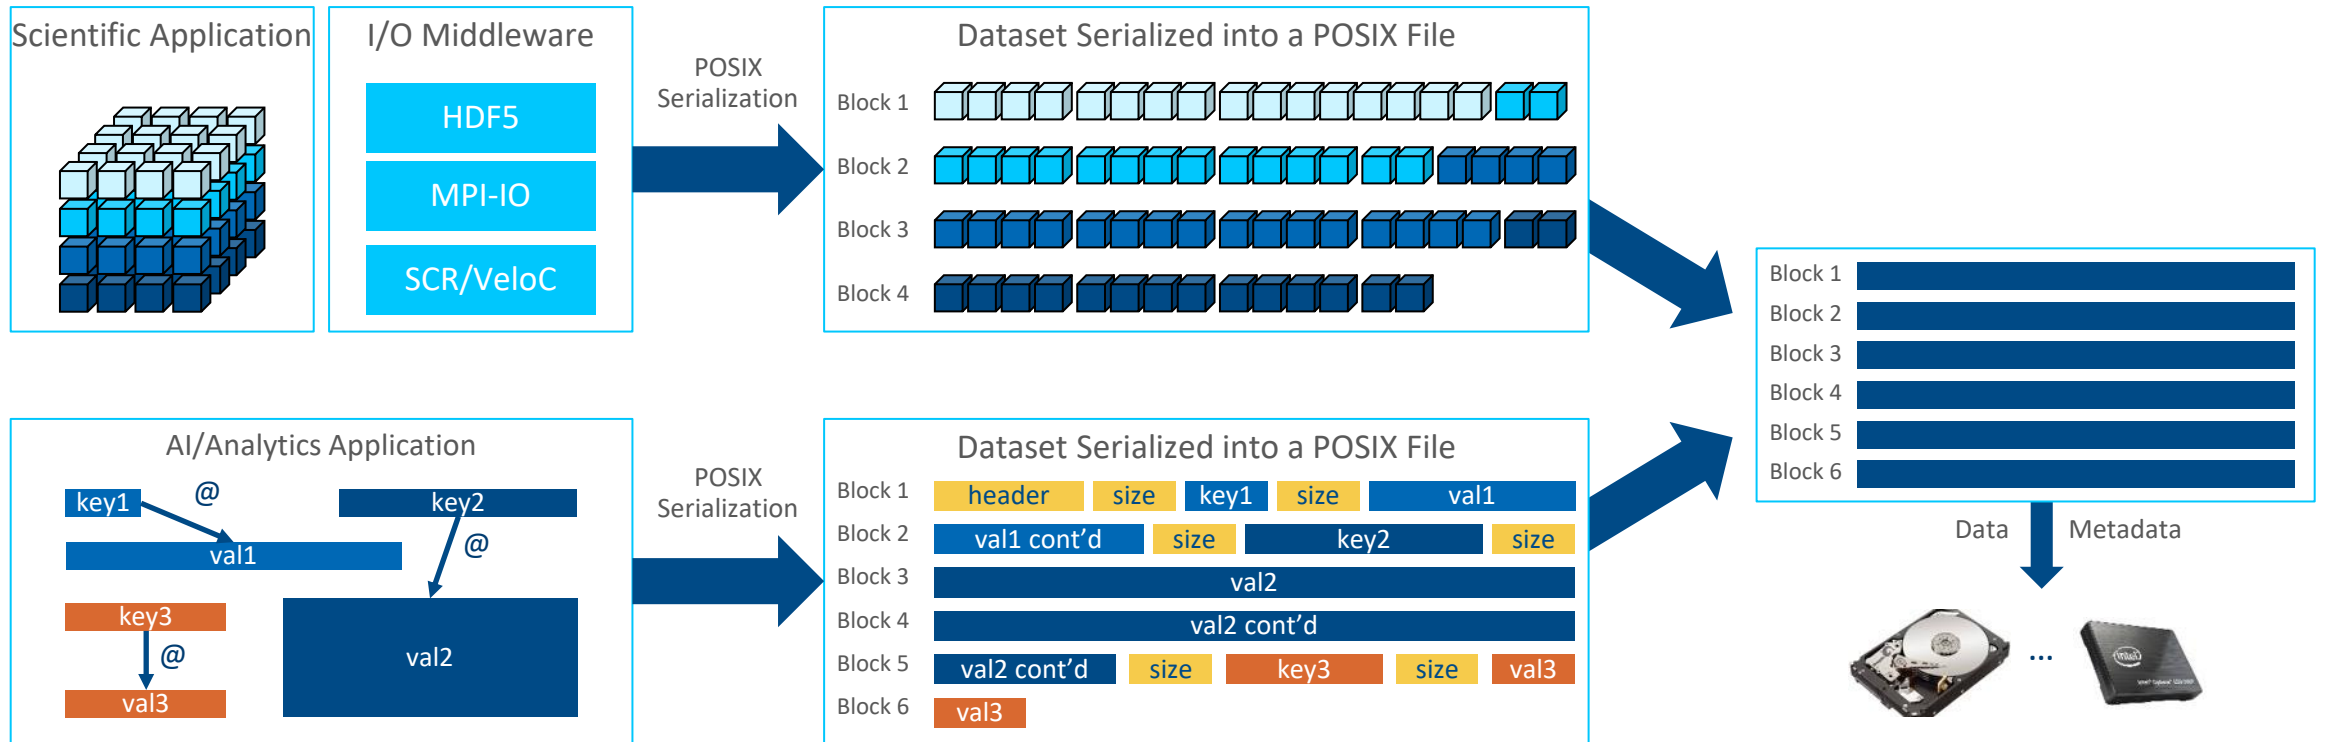 Scientific Application
I/O Middleware
HDF5
MPI-IO
SCR/VeloC
POSIX
Serialization
Dataset Serialized into a POSIX File
Block 1
Block 2
Block 3
Block 4
AI/Analytics Application
key1
@
key2
val1
@
key3
@
val2
val3
POSIX
Serialization
Dataset Serialized into a POSIX File
Block 1 header size key1 size val1
Block 2 val1 cont’d size key2 size
Block 3 val2
Block 4 val2 cont’d
Block 5 val2 cont’d size key3 size val3
Block 6 val3
Block 1
Block 2
Block 3
Block 4
Block 5
Block 6
Data Metadata
...
intel